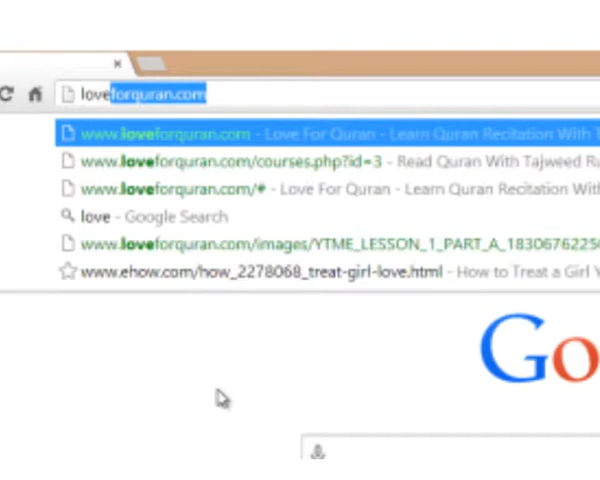 loveforquran.com
www.loveforquran.com - Love For Quran - Learn Quran Recitation With T
www.loveforquran.com/courses.php?id=3 - Read Quran With Tajweed Ru
www.loveforquran.com/# - Love For Quran - Learn Quran Recitation With
love - Google Search
www.loveforquran.com/images/YTME_LESSON_1_PART_A_1830676225
www.ehow.com/how_2278068_treat-girl-love.html - How to Treat a Girl
Go